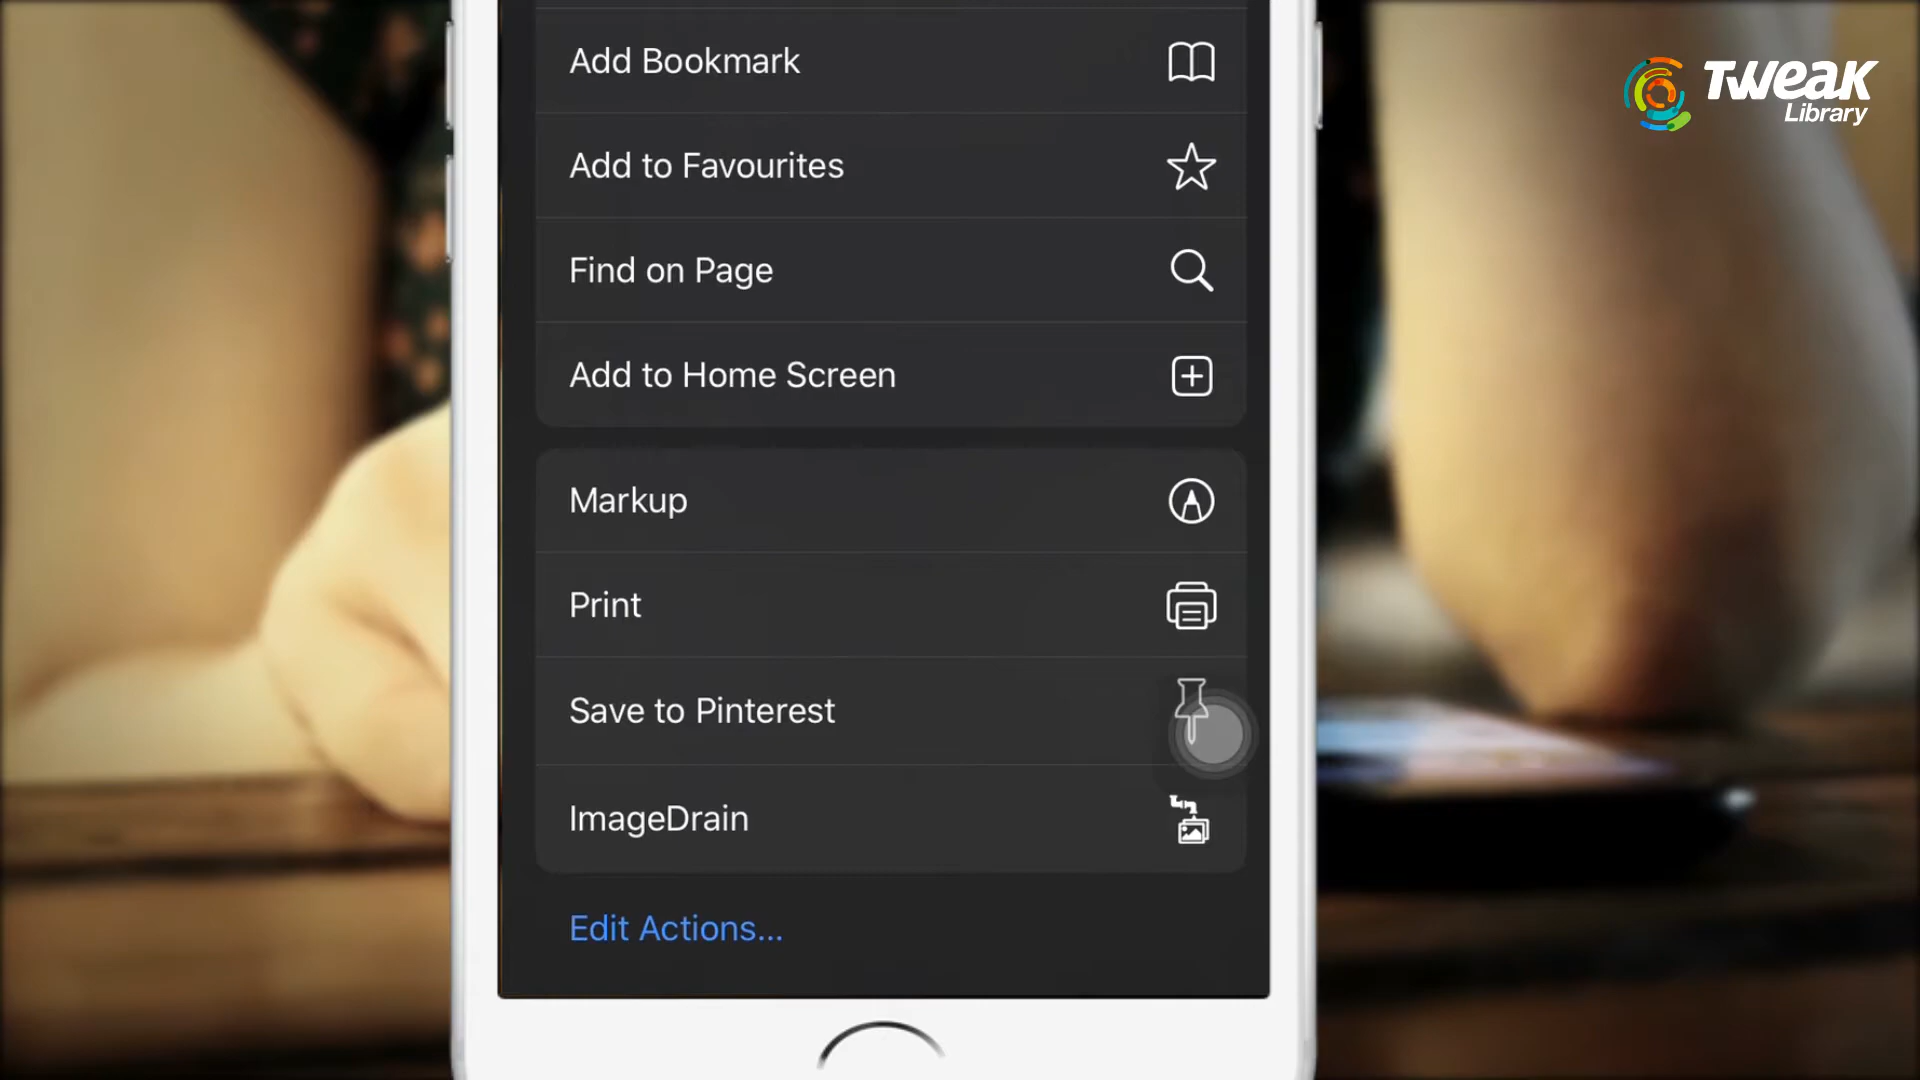 Add Bookmark
TWEAK
Library
Add to Favourites
Find on Page
Add to Home Screen
Markup
Print
Save to Pinterest
ImageDrain
Edit Actions...